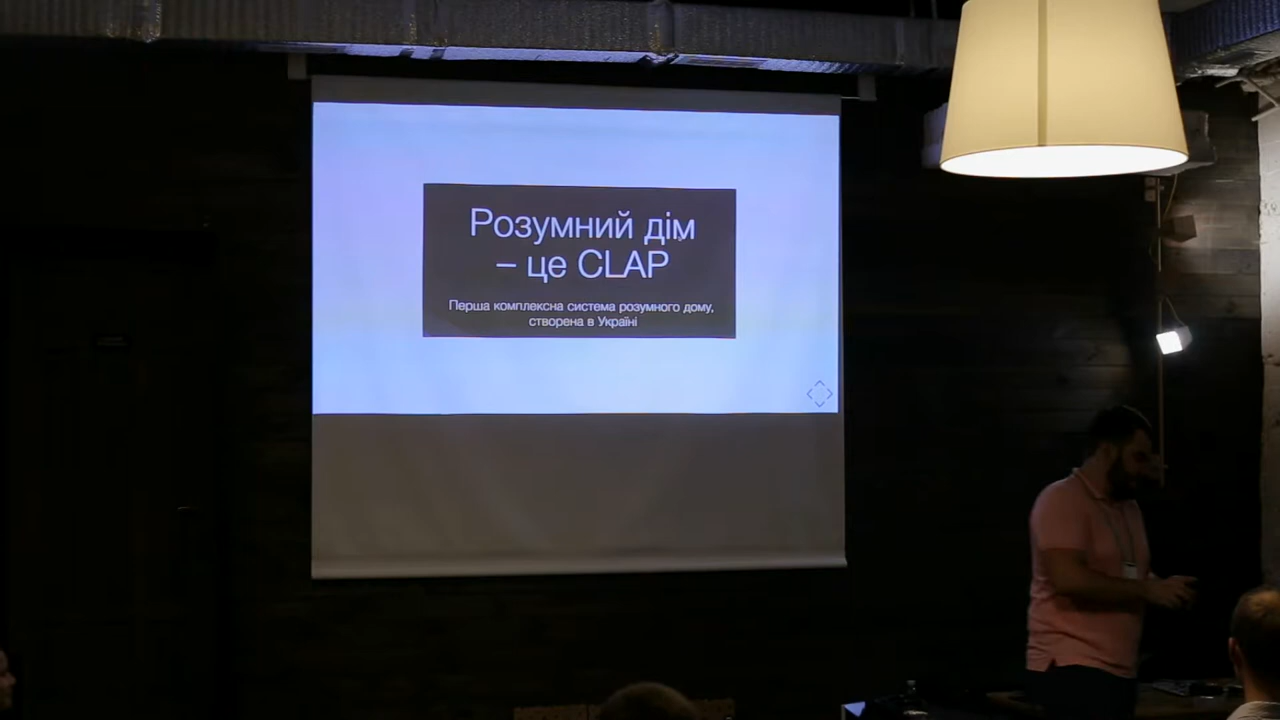 Розумний дім
– це CLAP
Перша комплексна система розумного дому,
створена в Україні